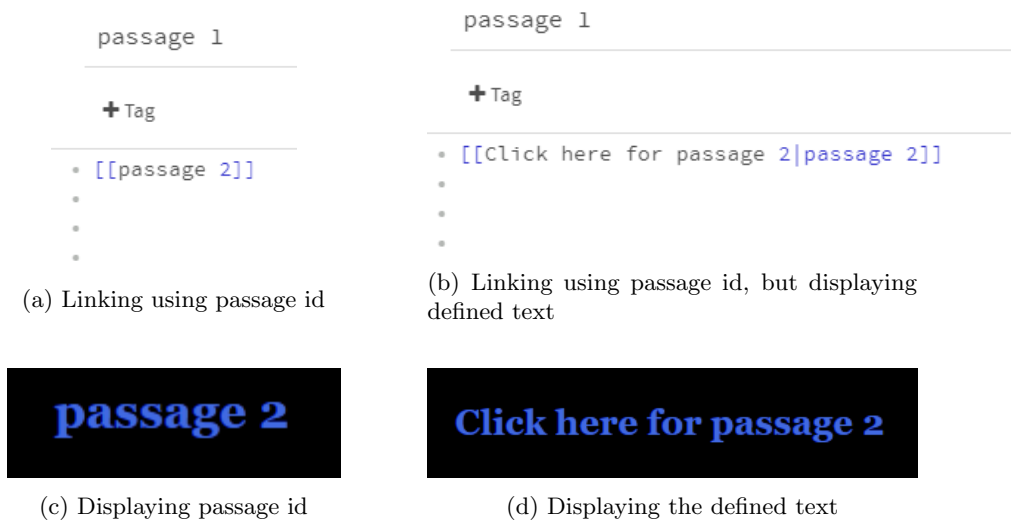 passage 1
+ Tag
[[passage 2]]
(a) Linking using passage id
passage 1
+ Tag
[[Click here for passage 2|passage 2]]
(b) Linking using passage id, but displaying
defined text
passage 2
(c) Displaying passage id
Click here for passage 2
(d) Displaying the defined text